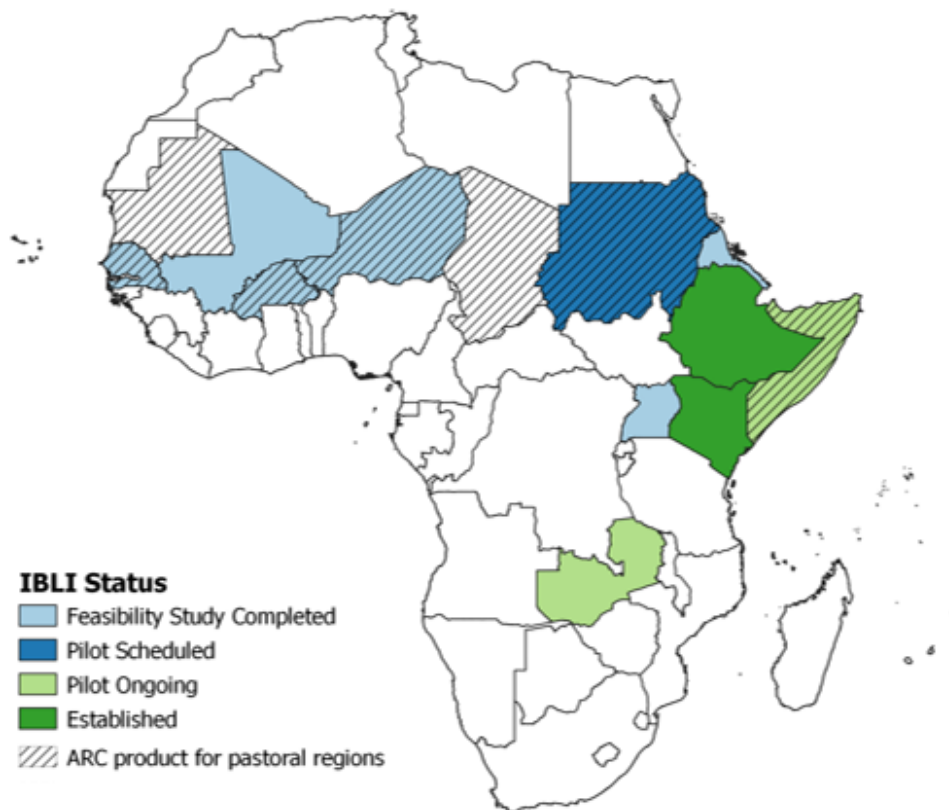 IBLI Status
Feasibility Study Completed
Pilot Scheduled
Pilot Ongoing
Established
ARC product for pastoral regions